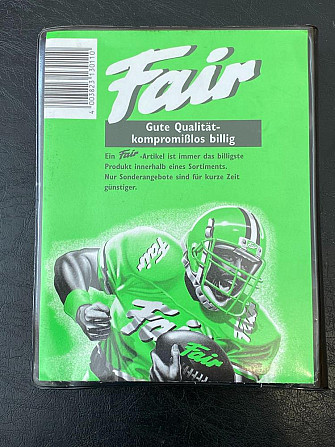 4003823130110
Fair
Gute Qualität-
kompromißlos billig
Ein Fair-Artikel ist immer das billigste
Produkt innerhalb eines Sortiments.
Nur Sonderangebote sind für kurze Zeit
günstiger.
Fair
Fair
Fair